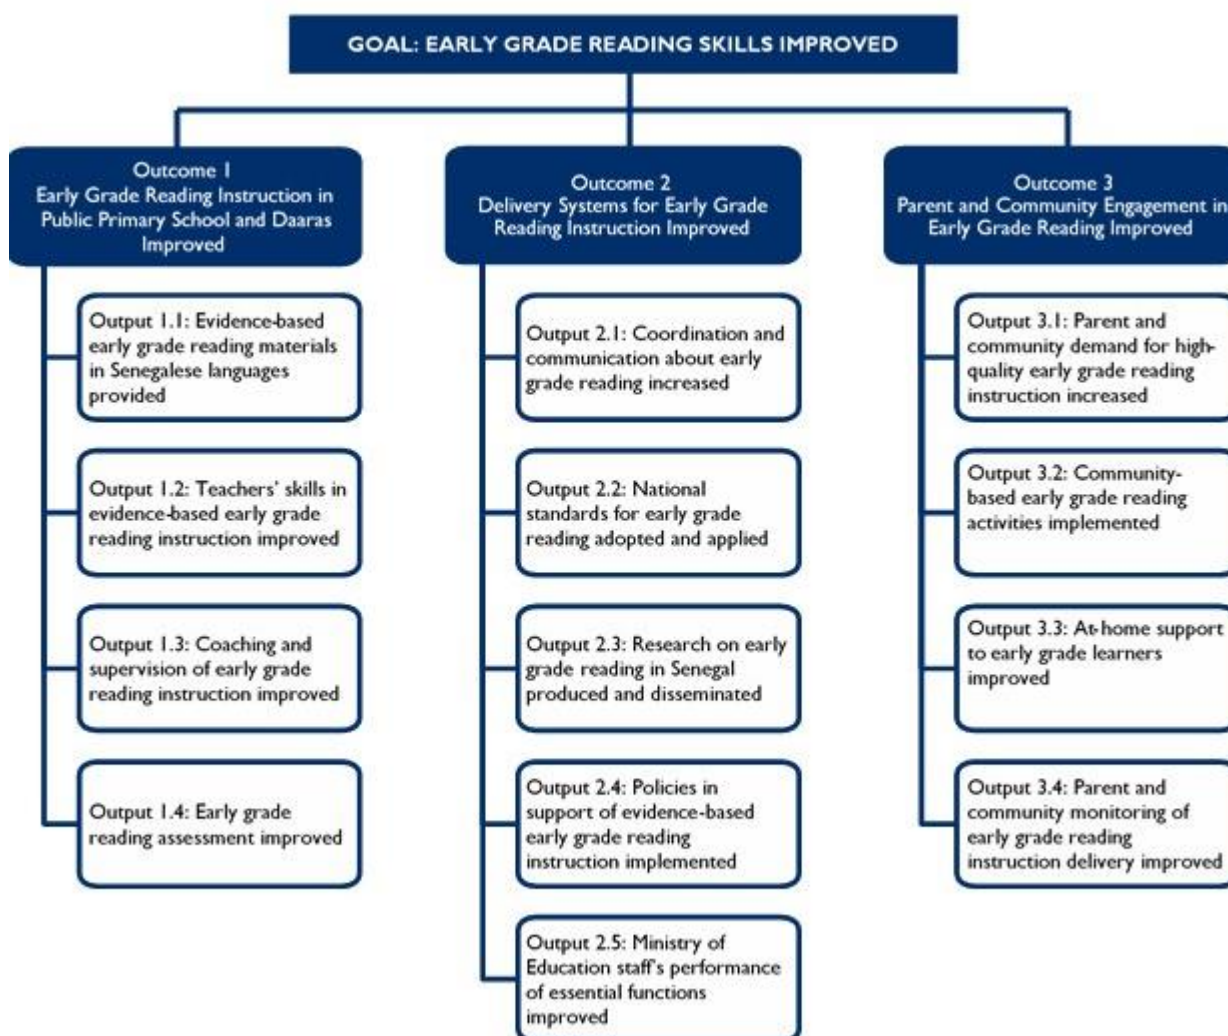 GOAL: EARLY GRADE READING SKILLS IMPROVED
Outcome 1
Early Grade Reading Instruction in
Public Primary School and Daaras
Improved
Output 1.1: Evidence-based
early grade reading materials
in Senegalese languages
provided
Output 1.2: Teachers' skills in
evidence-based early grade
reading instruction improved
Output 1.3: Coaching and
supervision of early grade
reading instruction improved
Output 1.4: Early grade
reading assessment improved
Outcome 2
Delivery Systems for Early Grade
Reading Instruction Improved
Output 2.1: Coordination and
communication about early
grade reading increased
Output 2.2: National
standards for early grade
reading adopted and applied
Output 2.3: Research on early
grade reading in Senegal
produced and disseminated
Output 2.4: Policies in
support of evidence-based
early grade reading
instruction implemented
Output 2.5: Ministry of
Education staff's performance
of essential functions
improved
Outcome 3
Parent and Community Engagement in
Early Grade Reading Improved
Output 3.1: Parent and
community demand for high-
quality early grade reading
instruction increased
Output 3.2: Community-
based early grade reading
activities implemented
Output 3.3: At-home support
to early grade learners
improved
Output 3.4: Parent and
community monitoring of
early grade reading
instruction delivery improved